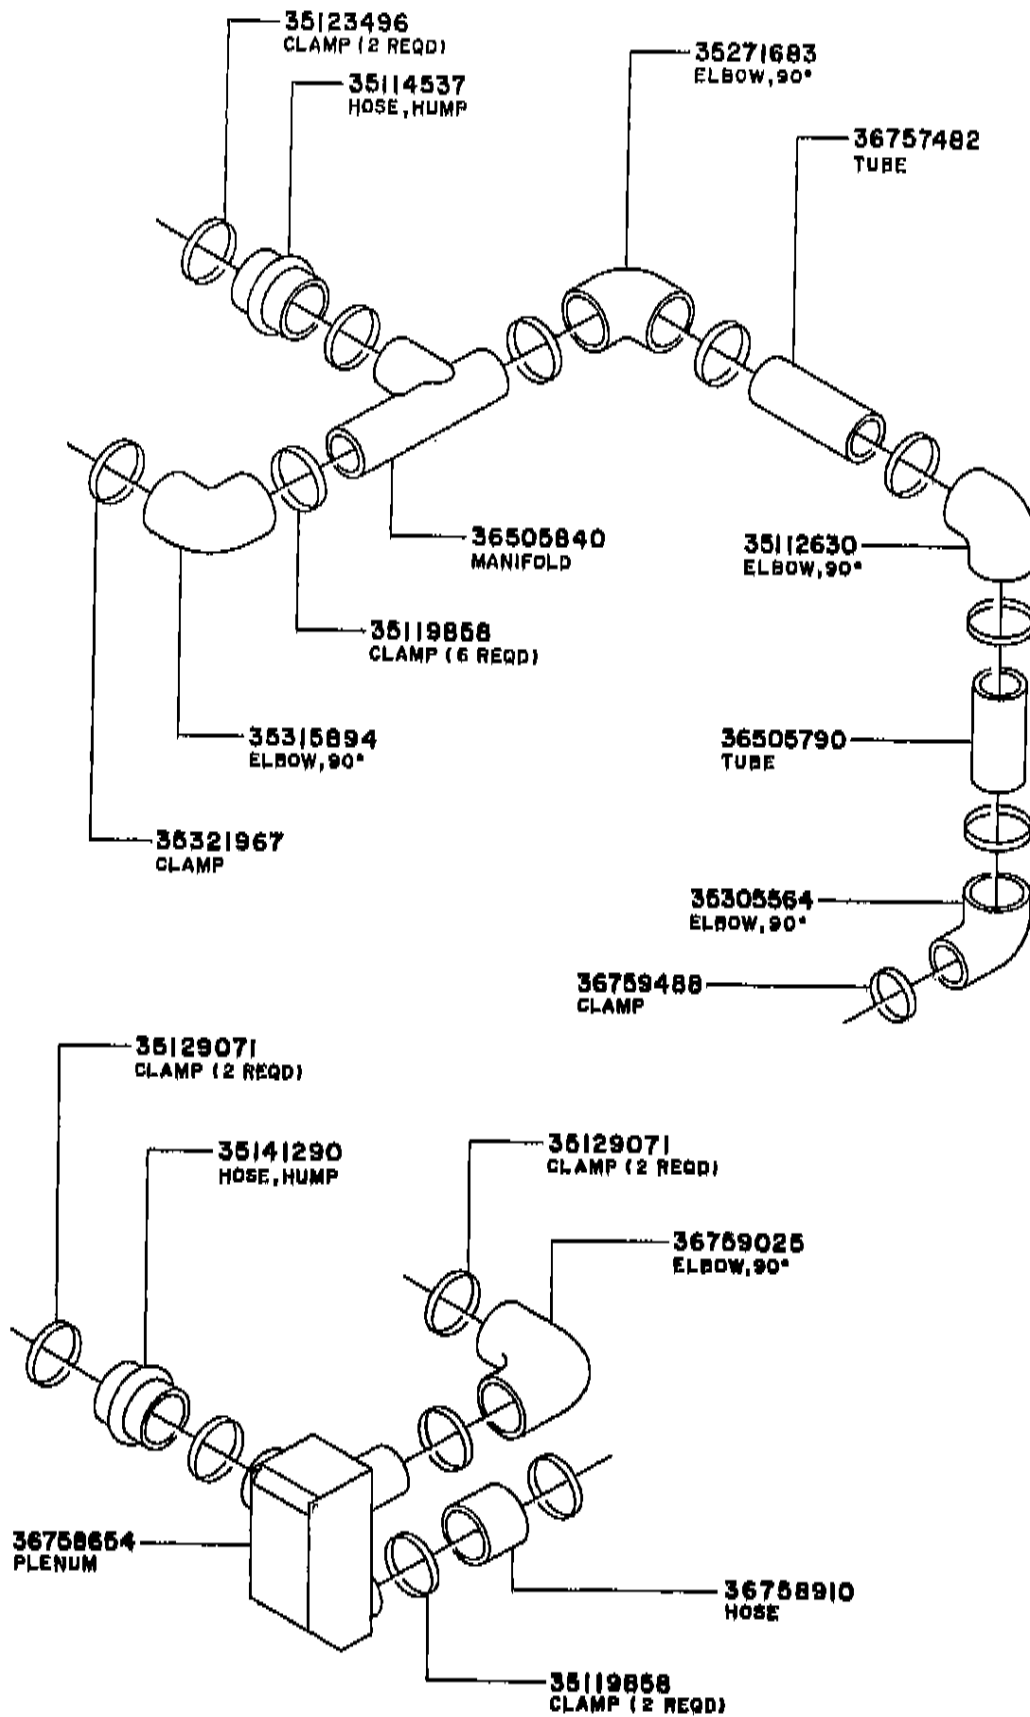 35123496
CLAMP (2 REQD)
35114537
HOSE, HUMP
35271683
ELBOW, 90°
36757482
TUBE
36505840
MANIFOLD
35112630
ELBOW, 90°
35119858
CLAMP (6 REQD)
35315894
ELBOW, 90°
36505790
TUBE
35321967
CLAMP
35305564
ELBOW, 90°
36759488
CLAMP
35129071
CLAMP (2 REQD)
35141290
HOSE, HUMP
35129071
CLAMP (2 REQD)
36759025
ELBOW, 90°
36758654
PLENUM
36758910
HOSE
35119858
CLAMP (2 REQD)